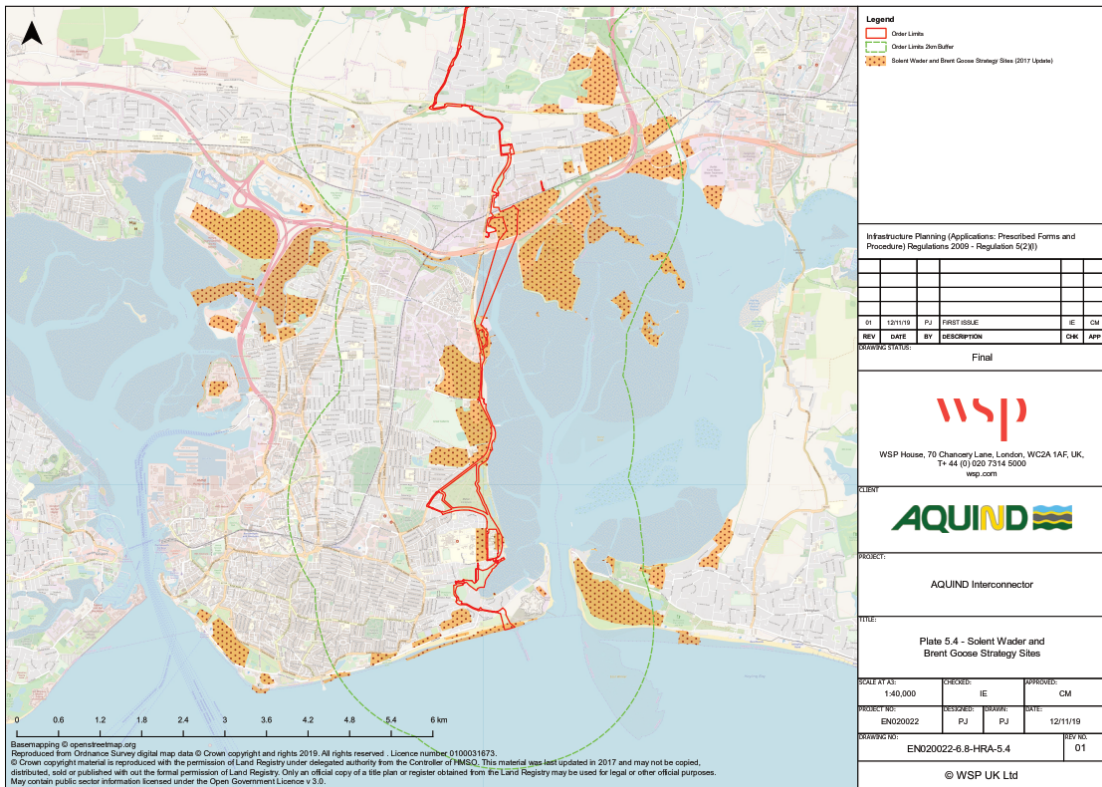 Legend
Order Limits
Order Limits 2km Buffer
Solent Wader and Brent Goose Strategy Sites (2017 Update)
Infrastructure Planning (Applications: Prescribed Forms and
Procedure) Regulations 2009 - Regulation 5(2)(l)
01 12/11/19 PJ FIRST ISSUE IE CM
REV DATE BY DESCRIPTION CHK APP
DRAWING STATUS:
Final
wsp
WSP House, 70 Chancery Lane, London, WC2A 1AF, UK,
T+ 44 (0) 020 7314 5000
wsp.com
CLIENT
AQUIND
PROJECT:
AQUIND Interconnector
TITLE:
Plate 5.4 - Solent Wader and
Brent Goose Strategy Sites
SCALE AT A3: CHECKED: APPROVED:
1:40,000 IE CM
PROJECT NO: DESIGNED: DRAWN: DATE:
EN020022 PJ PJ 12/11/19
DRAWING NO: REV NO.
EN020022-6.8-HRA-5.4 01
© WSP UK Ltd
0 0.6 1.2 1.8 2.4 3 3.6 4.2 4.8 5.4 6 km
Basemapping © openstreetmap.org
Reproduced from Ordnance Survey digital map data © Crown copyright and rights 2019. All rights reserved . Licence number 0100031673.
© Crown copyright material is reproduced with the permission of Land Registry under delegated authority from the Controller of HMSO. This material was last updated in 2017 and may not be copied,
distributed, sold or published with out the formal permission of Land Registry. Only an official copy of a title plan or register obtained from the Land Registry may be used for legal or other official purposes.
May contain public sector information licensed under the Open Government Licence v 3.0.